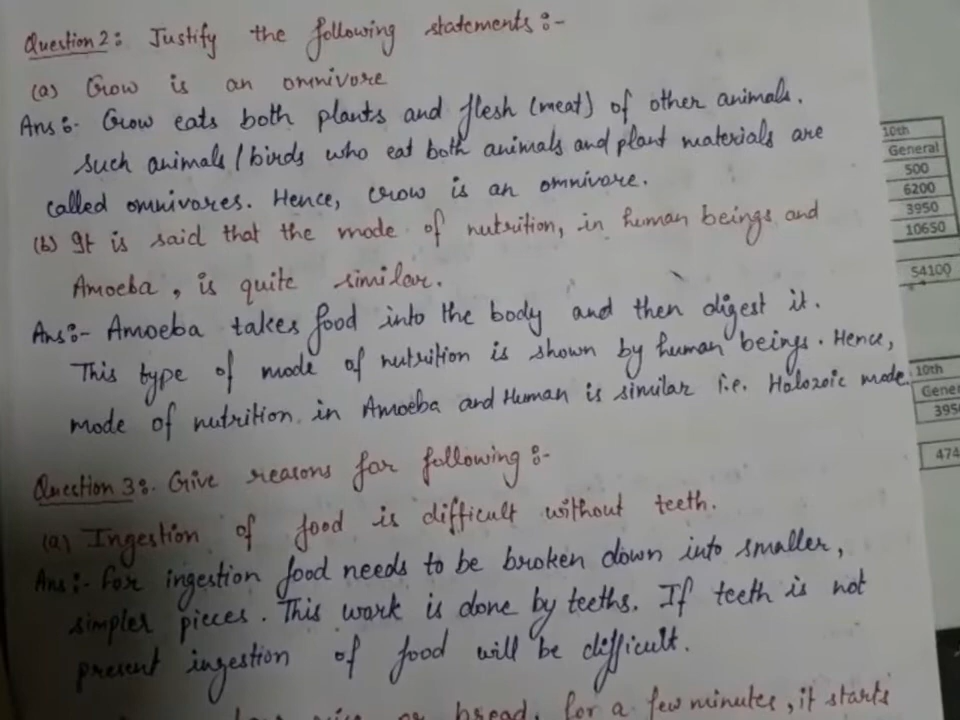 Question 2: Justify the following statements :-
(a) Crow is an omnivore
Ans:- Crow eats both plants and flesh (meat) of other animals.
such animals/birds who eat both animals and plant materials are
called omnivores. Hence, crow is an omnivore.
(b) It is said that the mode of nutrition, in human beings and
Amoeba, is quite similar.
Ans:- Amoeba takes food into the body and then digest it.
This type of mode of nutrition is shown by human beings. Hence,
mode of nutrition in Amoeba and Human is similar i.e. Holozoic mode.
Question 3:. Give reasons for following :-
(a) Ingestion of food is difficult without teeth.
Ans:- For ingestion food needs to be broken down into smaller,
simpler pieces. This work is done by teeths. If teeth is not
present ingestion of food will be difficult.
or bread, for a few minutes, it starts
10th
General
500
6200
3950
10650
54100
10th
Gener
395
474